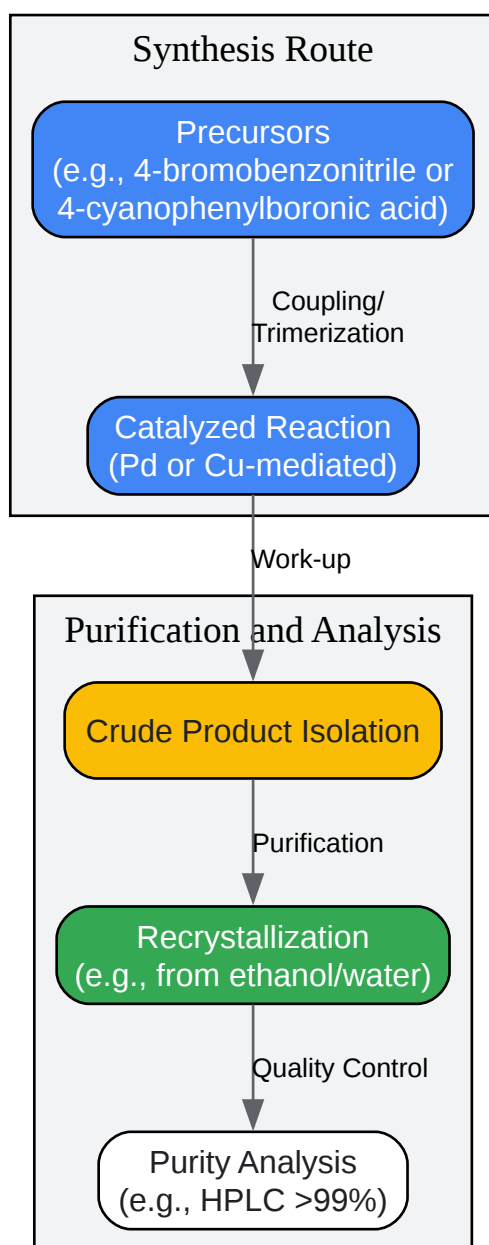 Synthesis Route
Precursors
(e.g., 4-bromobenzonitrile or
4-cyanophenylboronic acid)
Coupling/
Trimerization
Catalyzed Reaction
(Pd or Cu-mediated)
Work-up
Purification and Analysis
Crude Product Isolation
Purification
Recrystallization
(e.g., from ethanol/water)
Quality Control
Purity Analysis
(e.g., HPLC >99%)